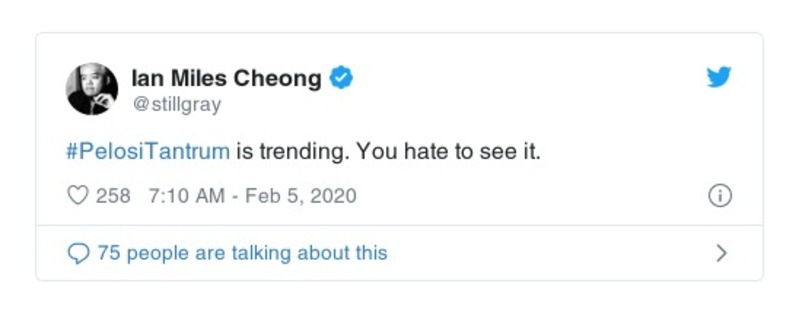 Ian Miles Cheong
@stillgray
#PelosiTantrum is trending. You hate to see it.
258 7:10 AM - Feb 5, 2020
75 people are talking about this